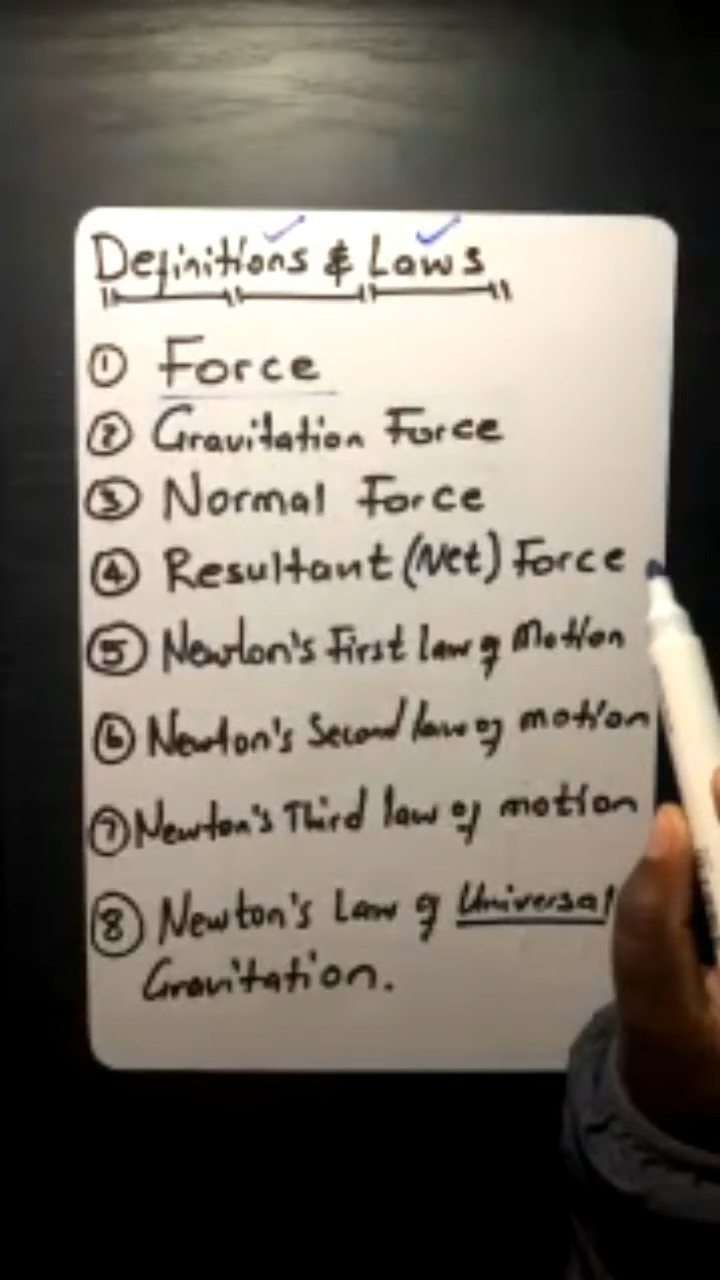 Definitions & Laws
① Force
② Gravitation Force
③ Normal Force
④ Resultant (Net) Force
⑤ Newton's First law of Motion
⑥ Newton's Second law of motion
⑦ Newton's Third law of motion
⑧ Newton's Law of Universal
Gravitation.